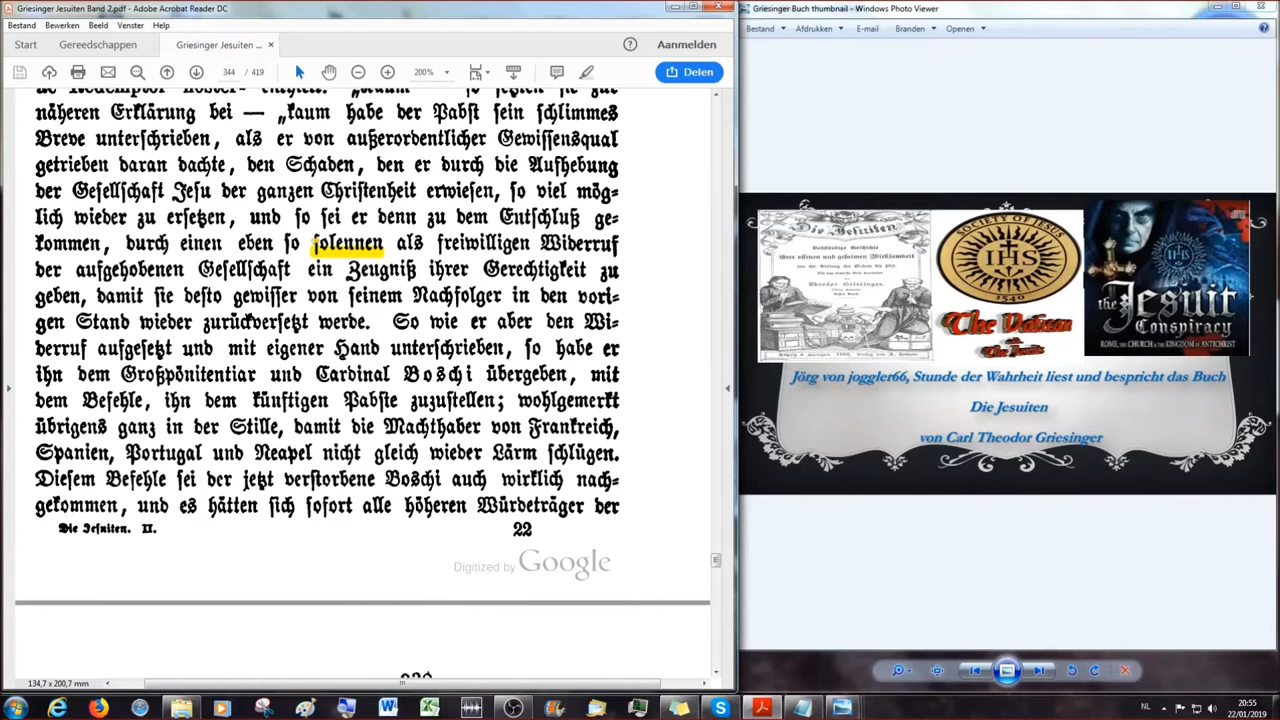 Griesinger Jesuiten Band 2.pdf - Adobe Acrobat Reader DC
Bestand Bewerken Beeld Venster Help
Start Gereedschappen Griesinger Jesuiten ... × Aanmelden
344 / 419 200% Delen
näheren Erklärung bei — „kaum habe der Pabst sein schlimmes
Breve unterschrieben, als er von außerordentlicher Gewissensqual
getrieben daran dachte, den Schaden, den er durch die Aufhebung
der Gesellschaft Jesu der ganzen Christenheit erwiesen, so viel mög-
lich wieder zu ersetzen, und so sei er denn zu dem Entschluß ge-
kommen, durch einen eben so solennen als freiwilligen Widerruf
der aufgehobenen Gesellschaft ein Zeugniß ihrer Gerechtigkeit zu
geben, damit sie desto gewisser von seinem Nachfolger in den vori-
gen Stand wieder zurückversetzt werde. So wie er aber den Wi-
derruf aufgesetzt und mit eigener Hand unterschrieben, so habe er
ihn dem Großpönitentiar und Cardinal Boschi übergeben, mit
dem Befehle, ihn dem künftigen Pabste zuzustellen; wohlgemerkt
übrigens ganz in der Stille, damit die Machthaber von Frankreich,
Spanien, Portugal und Neapel nicht gleich wieder Lärm schlügen.
Diesem Befehle sei der jetzt verstorbene Boschi auch wirklich nach-
gekommen, und es hätten sich sofort alle höheren Würdeträger der
Die Jesuiten. II. 22
Digitized by Google
134,7 x 200,7 mm
Griesinger Buch thumbnail - Windows Photo Viewer
Bestand Afdrukken E-mail Branden Openen
Die Jesuiten
Vollständige Geschichte
ihrer offenen und geheimen Wirksamkeit
Theodor Griesinger.
SOCIETY OF JESUS
IHS
1540
The Vatican
The Jesuits
the Jesuit
Conspiracy
ROME, THE CHURCH & THE KINGDOM OF ANTICHRIST
Jörg von joggler66, Stunde der Wahrheit liest und bespricht das Buch
Die Jesuiten
von Carl Theodor Griesinger
NL 20:55
22/01/2019